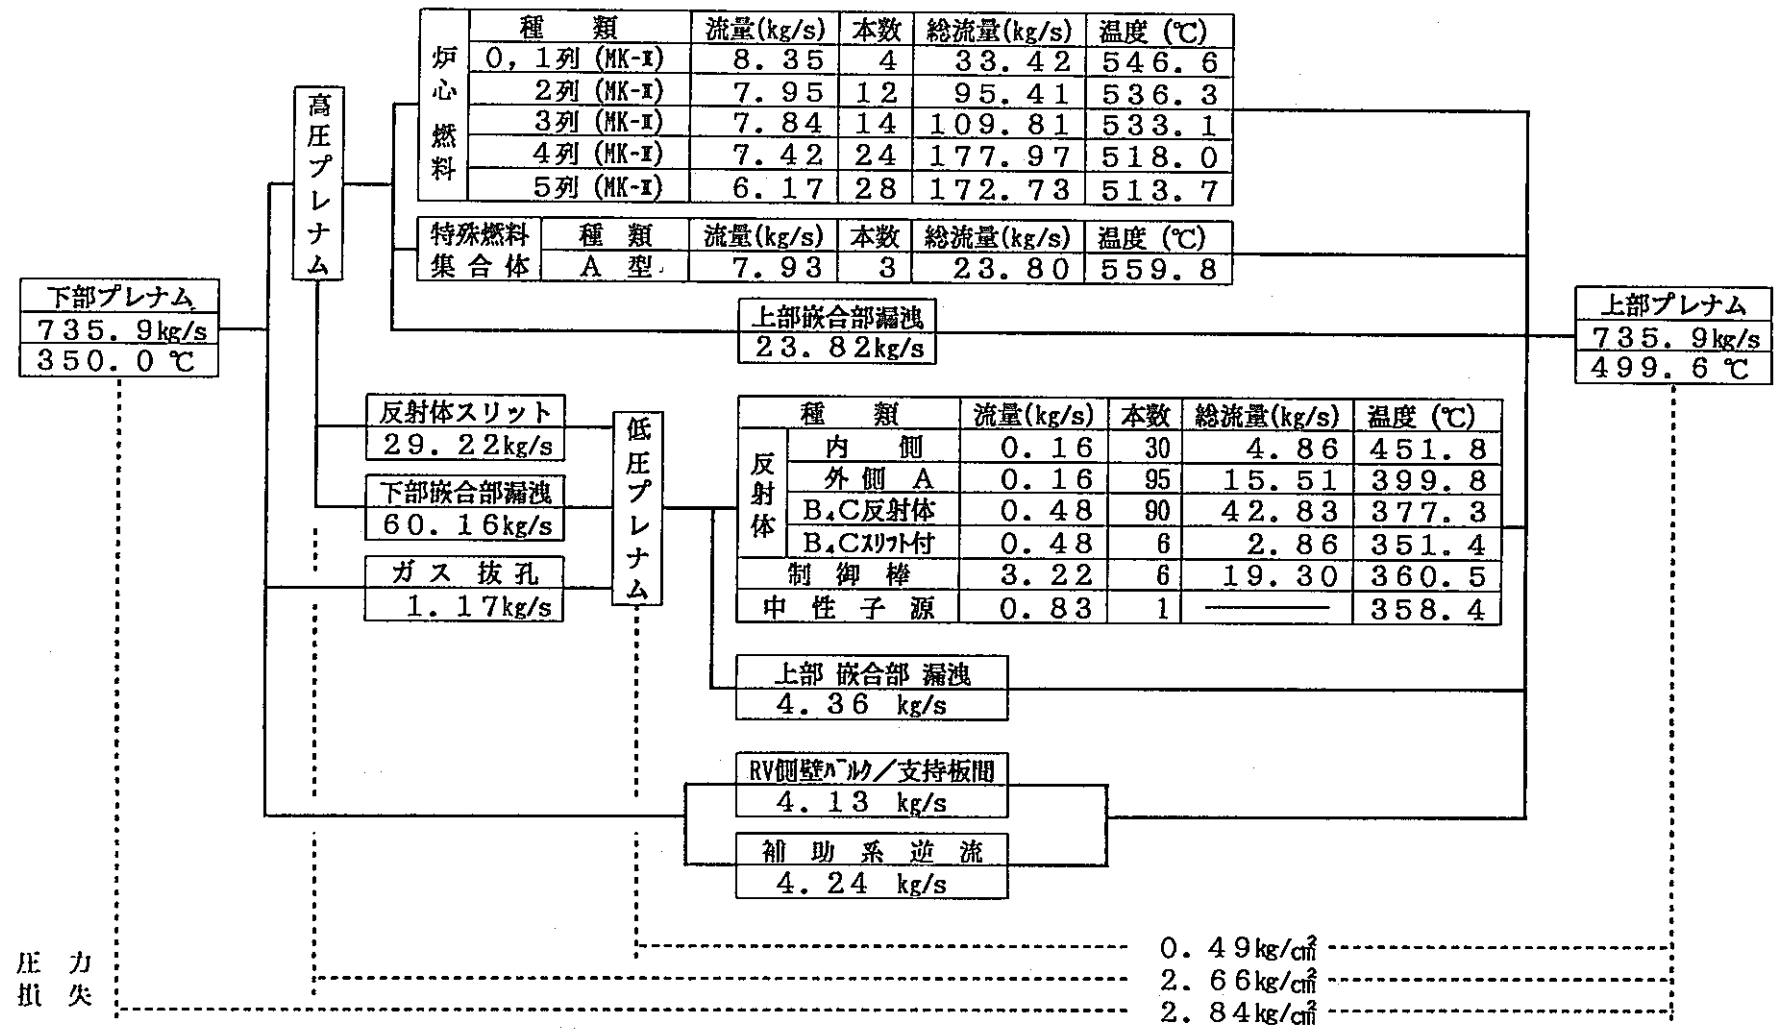 種 類 流量(kg/s) 本数 総流量(kg/s) 温度 (℃)
炉心燃料
0, 1列 (MK-Ⅱ) 8. 35 4 33. 42 546. 6
2列 (MK-Ⅱ) 7. 95 12 95. 41 536. 3
3列 (MK-Ⅱ) 7. 84 14 109. 81 533. 1
4列 (MK-Ⅱ) 7. 42 24 177. 97 518. 0
5列 (MK-Ⅱ) 6. 17 28 172. 73 513. 7
高圧プレナム
特殊燃料集合体
種 類 流量(kg/s) 本数 総流量(kg/s) 温度 (℃)
A 型 7. 93 3 23. 80 559. 8
下部プレナム
735. 9kg/s
350. 0 ℃
上部嵌合部漏洩
23. 82kg/s
上部プレナム
735. 9kg/s
499. 6 ℃
反射体スリット
29. 22kg/s
下部嵌合部漏洩
60. 16kg/s
ガ ス 抜 孔
1. 17kg/s
低圧プレナム
種 類 流量(kg/s) 本数 総流量(kg/s) 温度 (℃)
反射体
内 側 0. 16 30 4. 86 451. 8
外 側 A 0. 16 95 15. 51 399. 8
B₄C反射体 0. 48 90 42. 83 377. 3
B₄Cスリット付 0. 48 6 2. 86 351. 4
制 御 棒 3. 22 6 19. 30 360. 5
中 性 子 源 0. 83 1 ――― 358. 4
上部 嵌合部 漏洩
4. 36 kg/s
RV側壁バルク／支持板間
4. 13 kg/s
補 助 系 逆 流
4. 24 kg/s
圧 力
損 失
0. 49kg/c㎡
2. 66kg/c㎡
2. 84kg/c㎡